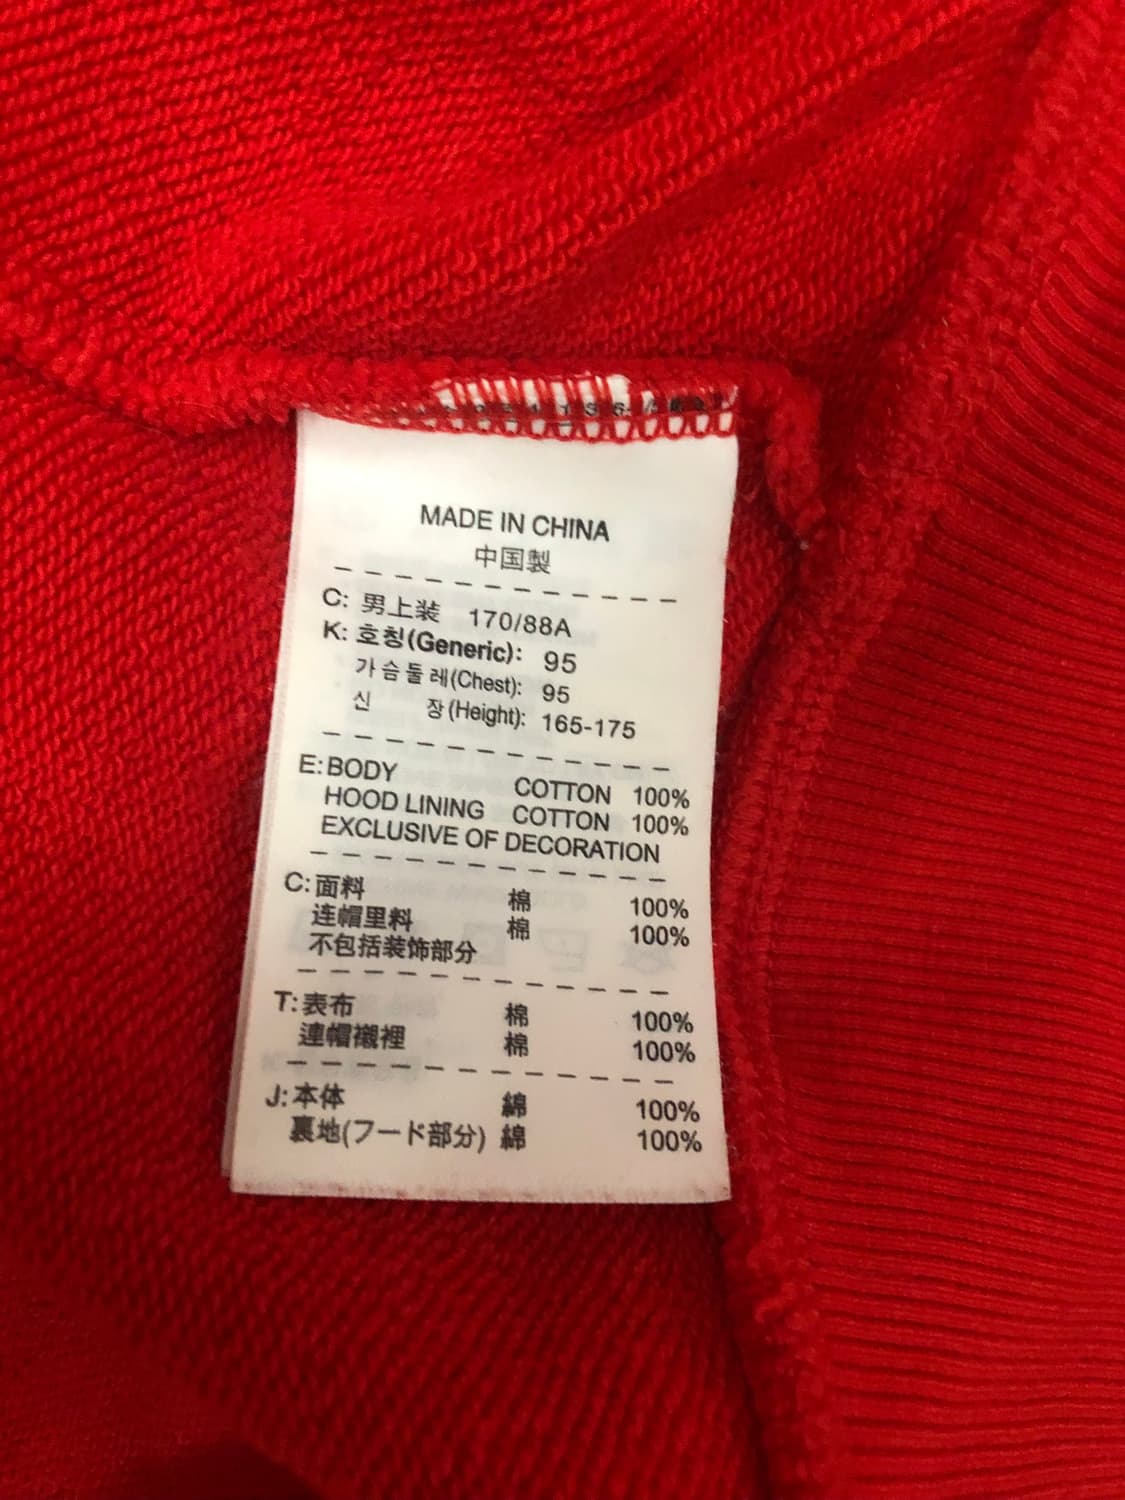 MADE IN CHINA
中国製
C: 男上装 170/88A
K: 호칭(Generic): 95
가슴둘레(Chest): 95
신 장(Height): 165-175
E: BODY COTTON 100%
HOOD LINING COTTON 100%
EXCLUSIVE OF DECORATION
C: 面料 棉 100%
连帽里料 棉 100%
不包括装饰部分
T: 表布 棉 100%
連帽襯裡 棉 100%
J: 本体 綿 100%
裏地(フード部分) 綿 100%